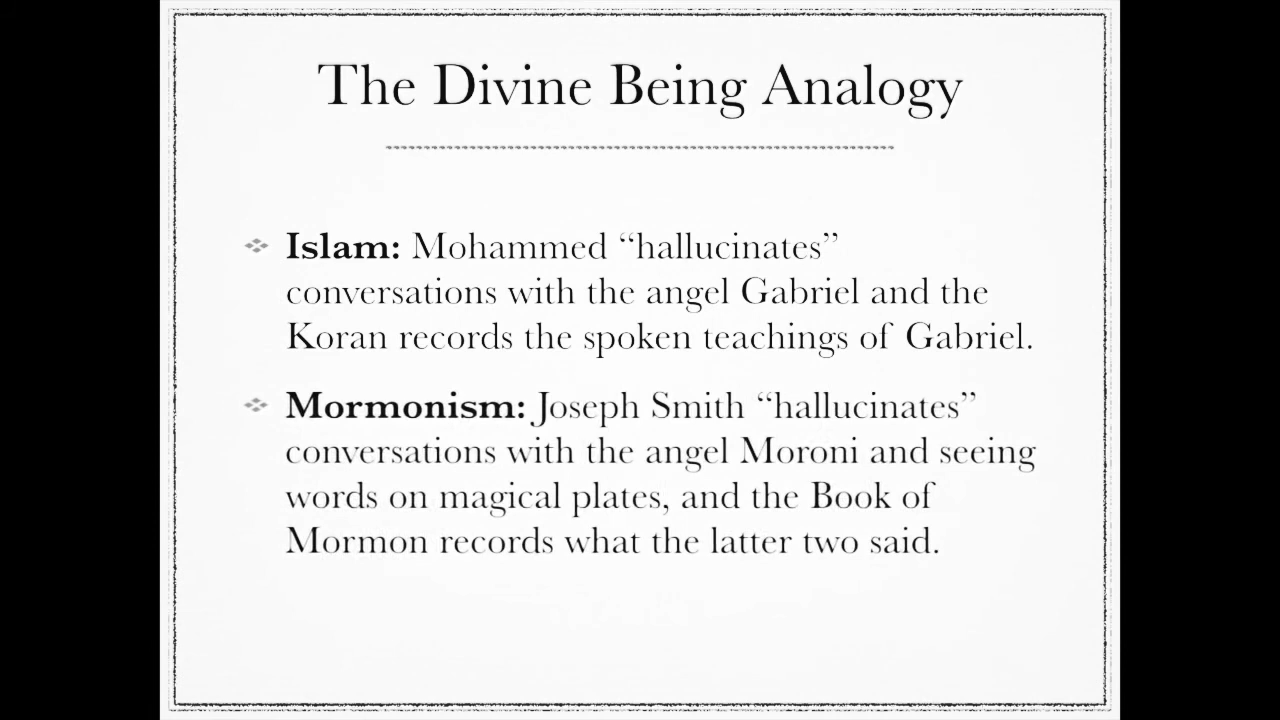 The Divine Being Analogy
Islam: Mohammed “hallucinates”
conversations with the angel Gabriel and the
Koran records the spoken teachings of Gabriel.
Mormonism: Joseph Smith “hallucinates”
conversations with the angel Moroni and seeing
words on magical plates, and the Book of
Mormon records what the latter two said.